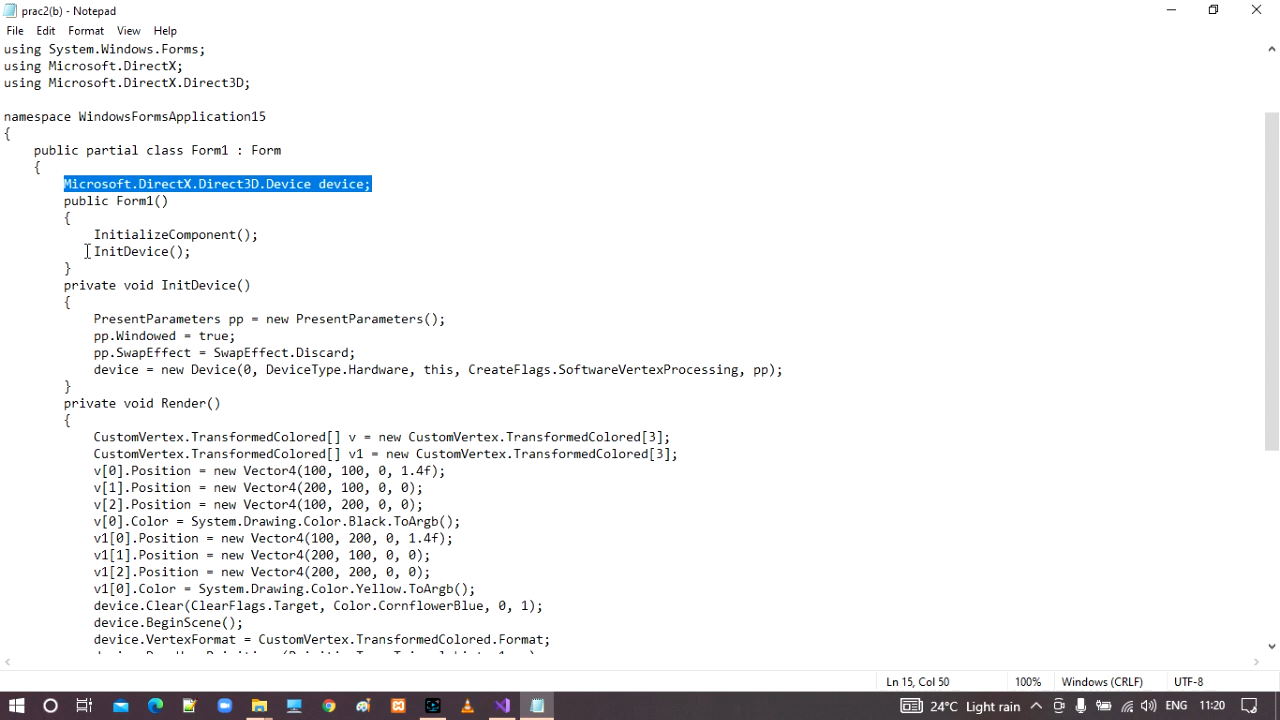 prac2(b) - Notepad
File Edit Format View Help
using System.Windows.Forms;
using Microsoft.DirectX;
using Microsoft.DirectX.Direct3D;
namespace WindowsFormsApplication15
{
public partial class Form1 : Form
{
Microsoft.DirectX.Direct3D.Device device;
public Form1()
{
InitializeComponent();
InitDevice();
}
private void InitDevice()
{
PresentParameters pp = new PresentParameters();
pp.Windowed = true;
pp.SwapEffect = SwapEffect.Discard;
device = new Device(0, DeviceType.Hardware, this, CreateFlags.SoftwareVertexProcessing, pp);
}
private void Render()
{
CustomVertex.TransformedColored[] v = new CustomVertex.TransformedColored[3];
CustomVertex.TransformedColored[] v1 = new CustomVertex.TransformedColored[3];
v[0].Position = new Vector4(100, 100, 0, 1.4f);
v[1].Position = new Vector4(200, 100, 0, 0);
v[2].Position = new Vector4(100, 200, 0, 0);
v[0].Color = System.Drawing.Color.Black.ToArgb();
v1[0].Position = new Vector4(100, 200, 0, 1.4f);
v1[1].Position = new Vector4(200, 100, 0, 0);
v1[2].Position = new Vector4(200, 200, 0, 0);
v1[0].Color = System.Drawing.Color.Yellow.ToArgb();
device.Clear(ClearFlags.Target, Color.CornflowerBlue, 0, 1);
device.BeginScene();
device.VertexFormat = CustomVertex.TransformedColored.Format;
Ln 15, Col 50 100% Windows (CRLF) UTF-8
24°C Light rain ENG 11:20